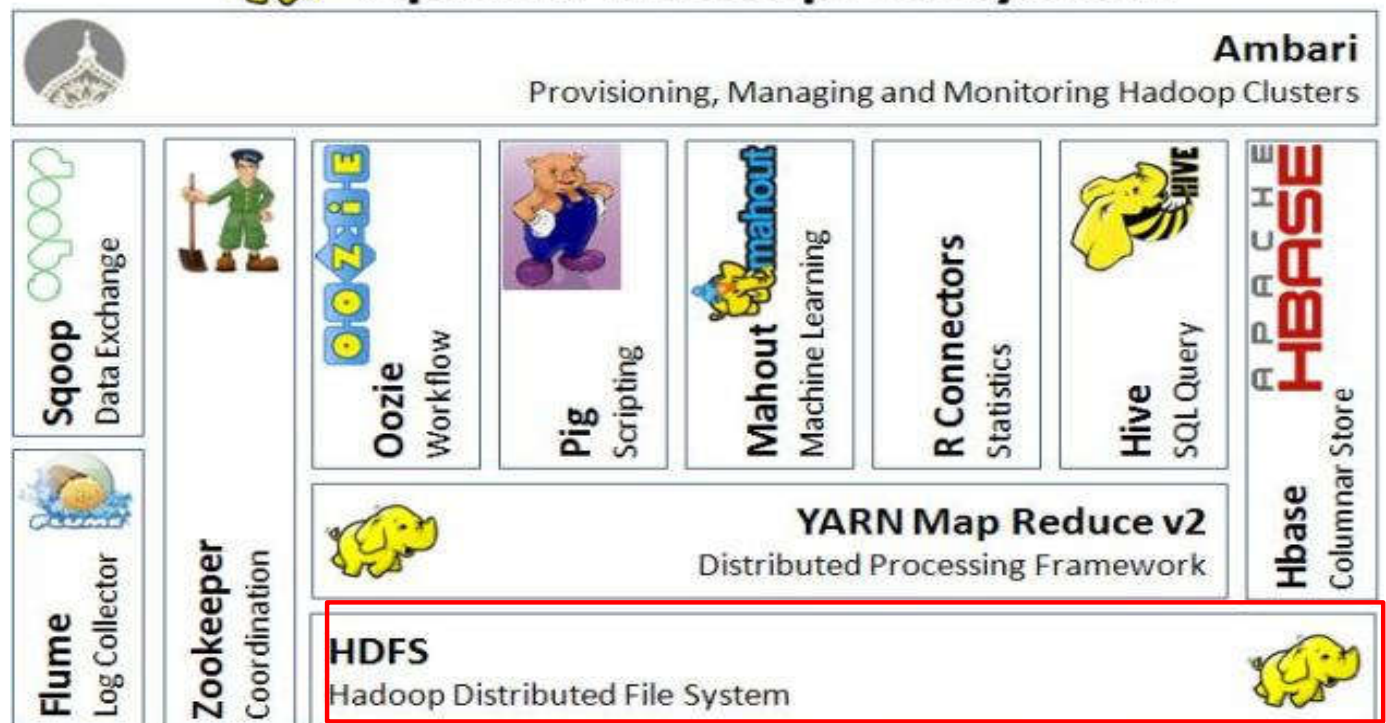 Ambari
Provisioning, Managing and Monitoring Hadoop Clusters
sqoop
Sqoop
Data Exchange
FLUME
Flume
Log Collector
Zookeeper
Coordination
OOZIE
Oozie
Workflow
Pig
Scripting
mahout
Mahout
Machine Learning
R Connectors
Statistics
HIVE
Hive
SQL Query
APACHE
HBASE
Hbase
Columnar Store
YARN Map Reduce v2
Distributed Processing Framework
HDFS
Hadoop Distributed File System